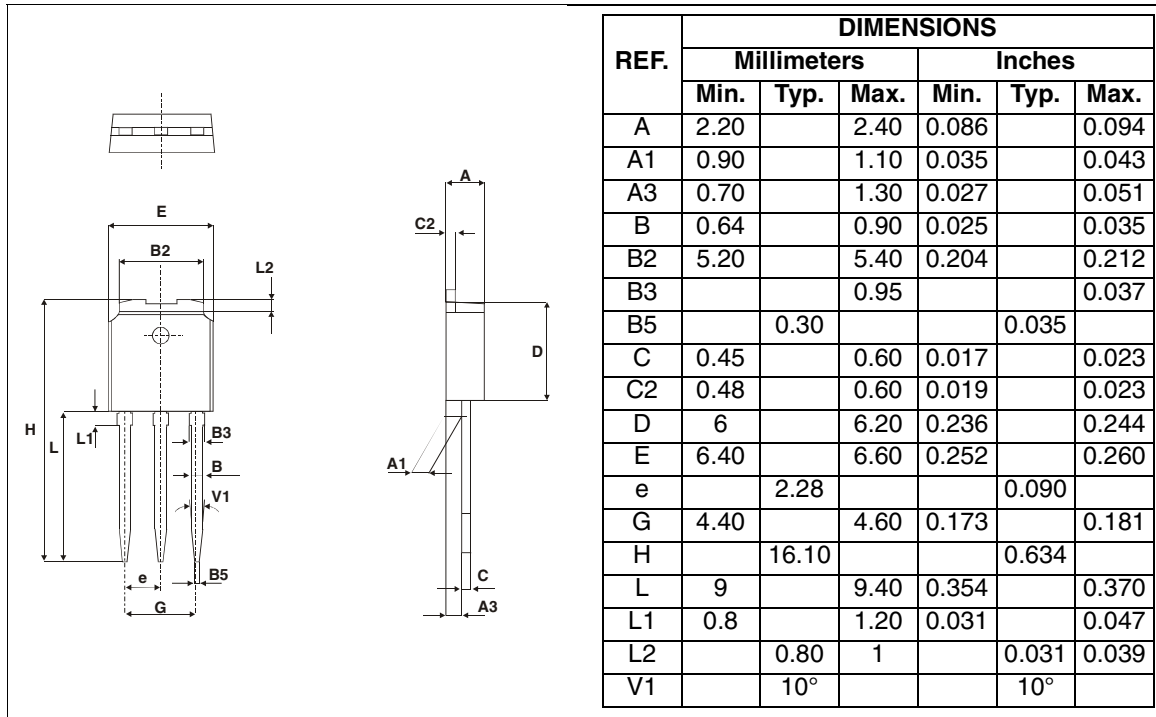 A
E
C2
B2
L2
D
H
L
L1
B3
B
V1
A1
e
B5
G
C
A3
REF. DIMENSIONS
Millimeters Inches
Min. Typ. Max. Min. Typ. Max.
A 2.20 2.40 0.086 0.094
A1 0.90 1.10 0.035 0.043
A3 0.70 1.30 0.027 0.051
B 0.64 0.90 0.025 0.035
B2 5.20 5.40 0.204 0.212
B3 0.95 0.037
B5 0.30 0.035
C 0.45 0.60 0.017 0.023
C2 0.48 0.60 0.019 0.023
D 6 6.20 0.236 0.244
E 6.40 6.60 0.252 0.260
e 2.28 0.090
G 4.40 4.60 0.173 0.181
H 16.10 0.634
L 9 9.40 0.354 0.370
L1 0.8 1.20 0.031 0.047
L2 0.80 1 0.031 0.039
V1 10° 10°